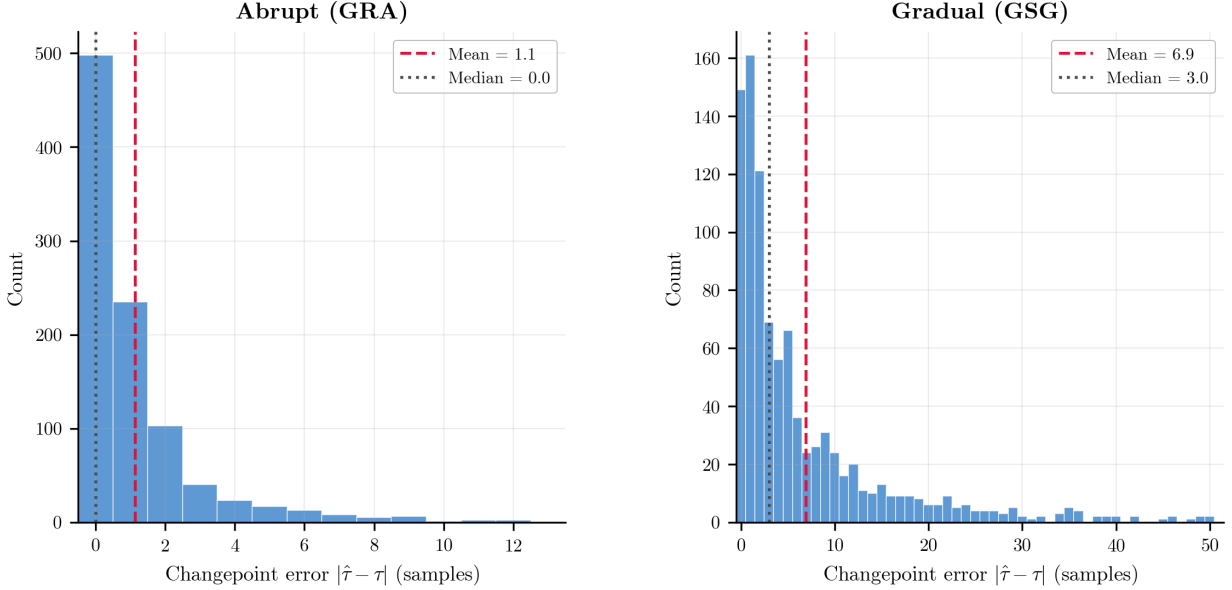 Abrupt (GRA)
Mean = 1.1
Median = 0.0
500
400
300
200
100
0
Count
0 2 4 6 8 10 12
Changepoint error |τ̂ − τ| (samples)
Gradual (GSG)
Mean = 6.9
Median = 3.0
160
140
120
100
80
60
40
20
0
Count
0 10 20 30 40 50
Changepoint error |τ̂ − τ| (samples)